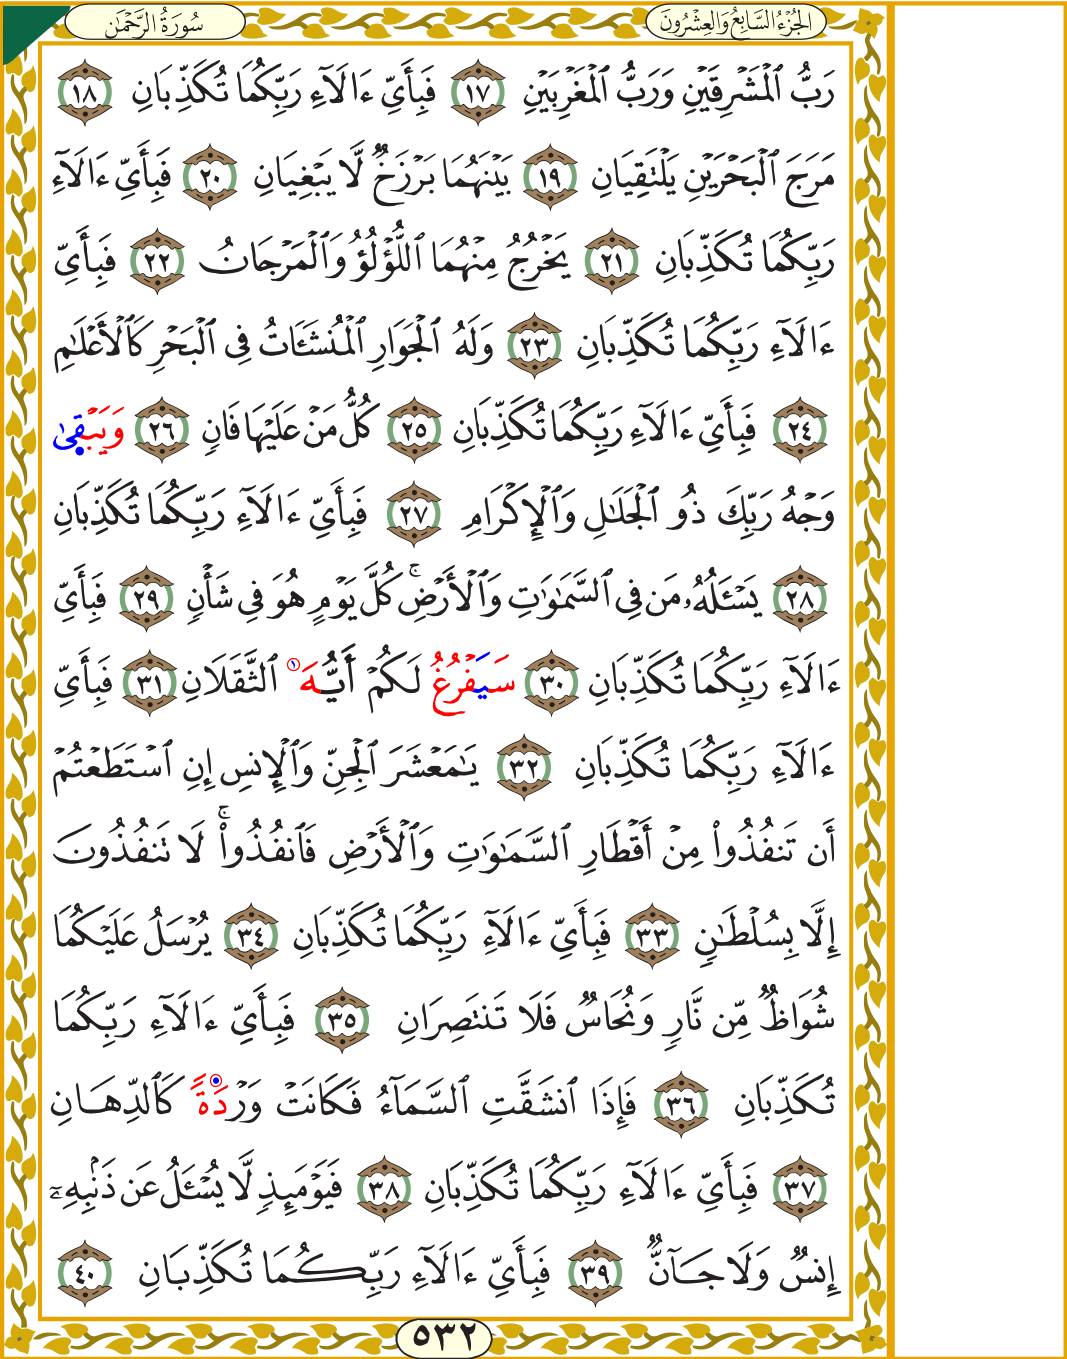 الجُزْءُ السَّابِعُ وَالعِشْرُونَ سُورَةُ الرَّحْمَٰن
رَبُّ ٱلْمَشْرِقَيْنِ وَرَبُّ ٱلْمَغْرِبَيْنِ ١٧ فَبِأَيِّ ءَالَآءِ رَبِّكُمَا تُكَذِّبَانِ ١٨
مَرَجَ ٱلْبَحْرَيْنِ يَلْتَقِيَانِ ١٩ بَيْنَهُمَا بَرْزَخٌ لَّا يَبْغِيَانِ ٢٠ فَبِأَيِّ ءَالَآءِ
رَبِّكُمَا تُكَذِّبَانِ ٢١ يَخْرُجُ مِنْهُمَا ٱللُّؤْلُؤُ وَٱلْمَرْجَانُ ٢٢ فَبِأَيِّ
ءَالَآءِ رَبِّكُمَا تُكَذِّبَانِ ٢٣ وَلَهُ ٱلْجَوَارِ ٱلْمُنشَـَٔاتُ فِى ٱلْبَحْرِ كَٱلْأَعْلَٰمِ
٢٤ فَبِأَيِّ ءَالَآءِ رَبِّكُمَا تُكَذِّبَانِ ٢٥ كُلُّ مَنْ عَلَيْهَا فَانٍ ٢٦ وَيَبْقَىٰ
وَجْهُ رَبِّكَ ذُو ٱلْجَلَٰلِ وَٱلْإِكْرَامِ ٢٧ فَبِأَيِّ ءَالَآءِ رَبِّكُمَا تُكَذِّبَانِ
٢٨ يَسْـَٔلُهُۥ مَن فِى ٱلسَّمَٰوَٰتِ وَٱلْأَرْضِ ۚ كُلَّ يَوْمٍ هُوَ فِى شَأْنٍ ٢٩ فَبِأَيِّ
ءَالَآءِ رَبِّكُمَا تُكَذِّبَانِ ٣٠ سَيَفْرُغُ لَكُمْ أَيُّهَ ١ ٱلثَّقَلَانِ ٣١ فَبِأَيِّ
ءَالَآءِ رَبِّكُمَا تُكَذِّبَانِ ٣٢ يَٰمَعْشَرَ ٱلْجِنِّ وَٱلْإِنسِ إِنِ ٱسْتَطَعْتُمْ
أَن تَنفُذُوا۟ مِنْ أَقْطَارِ ٱلسَّمَٰوَٰتِ وَٱلْأَرْضِ فَٱنفُذُوا۟ ۚ لَا تَنفُذُونَ
إِلَّا بِسُلْطَٰنٍ ٣٣ فَبِأَيِّ ءَالَآءِ رَبِّكُمَا تُكَذِّبَانِ ٣٤ يُرْسَلُ عَلَيْكُمَا
شُوَاظٌ مِّن نَّارٍ وَنُحَاسٌ فَلَا تَنتَصِرَانِ ٣٥ فَبِأَيِّ ءَالَآءِ رَبِّكُمَا
تُكَذِّبَانِ ٣٦ فَإِذَا ٱنشَقَّتِ ٱلسَّمَآءُ فَكَانَتْ وَرْدَةً كَٱلدِّهَانِ
٣٧ فَبِأَيِّ ءَالَآءِ رَبِّكُمَا تُكَذِّبَانِ ٣٨ فَيَوْمَئِذٍ لَّا يُسْـَٔلُ عَن ذَنۢبِهِۦٓ
إِنسٌ وَلَا جَآنٌّ ٣٩ فَبِأَيِّ ءَالَآءِ رَبِّكُمَا تُكَذِّبَانِ ٤٠
٥٣٢